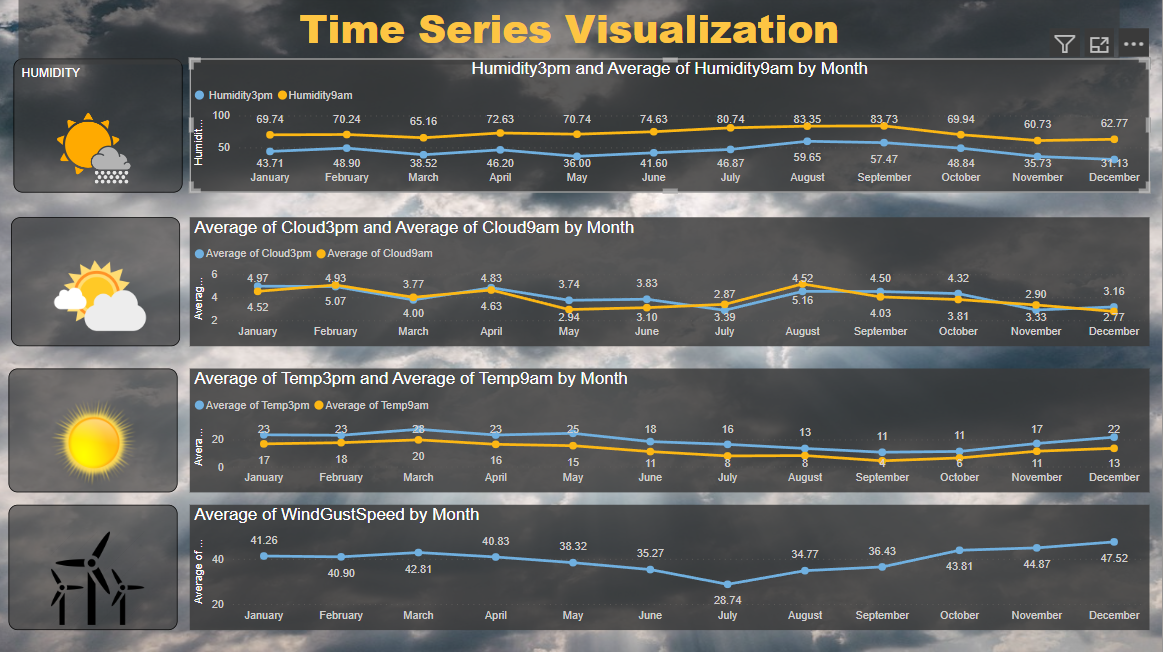 Time Series Visualization
HUMIDITY
Humidity3pm and Average of Humidity9am by Month
Humidity3pm Humidity9am
Humidit...
100
50
69.74 70.24 65.16 72.63 70.74 74.63 80.74 83.35 83.73 69.94 60.73 62.77
43.71 48.90 38.52 46.20 36.00 41.60 46.87 59.65 57.47 48.84 35.73 31.13
January February March April May June July August September October November December
Average of Cloud3pm and Average of Cloud9am by Month
Average of Cloud3pm Average of Cloud9am
Averag...
6
4
2
4.97 4.93 3.77 4.83 3.74 3.83 2.87 4.52 4.50 4.32 2.90 3.16
4.52 5.07 4.00 4.63 2.94 3.10 3.39 5.16 4.03 3.81 3.33 2.77
January February March April May June July August September October November December
Average of Temp3pm and Average of Temp9am by Month
Average of Temp3pm Average of Temp9am
Avera...
20
0
23 23 28 23 25 18 16 13 11 11 17 22
17 18 20 16 15 11 8 8 4 6 11 13
January February March April May June July August September October November December
Average of WindGustSpeed by Month
Average of ...
40
20
41.26 40.90 42.81 40.83 38.32 35.27 28.74 34.77 36.43 43.81 44.87 47.52
January February March April May June July August September October November December